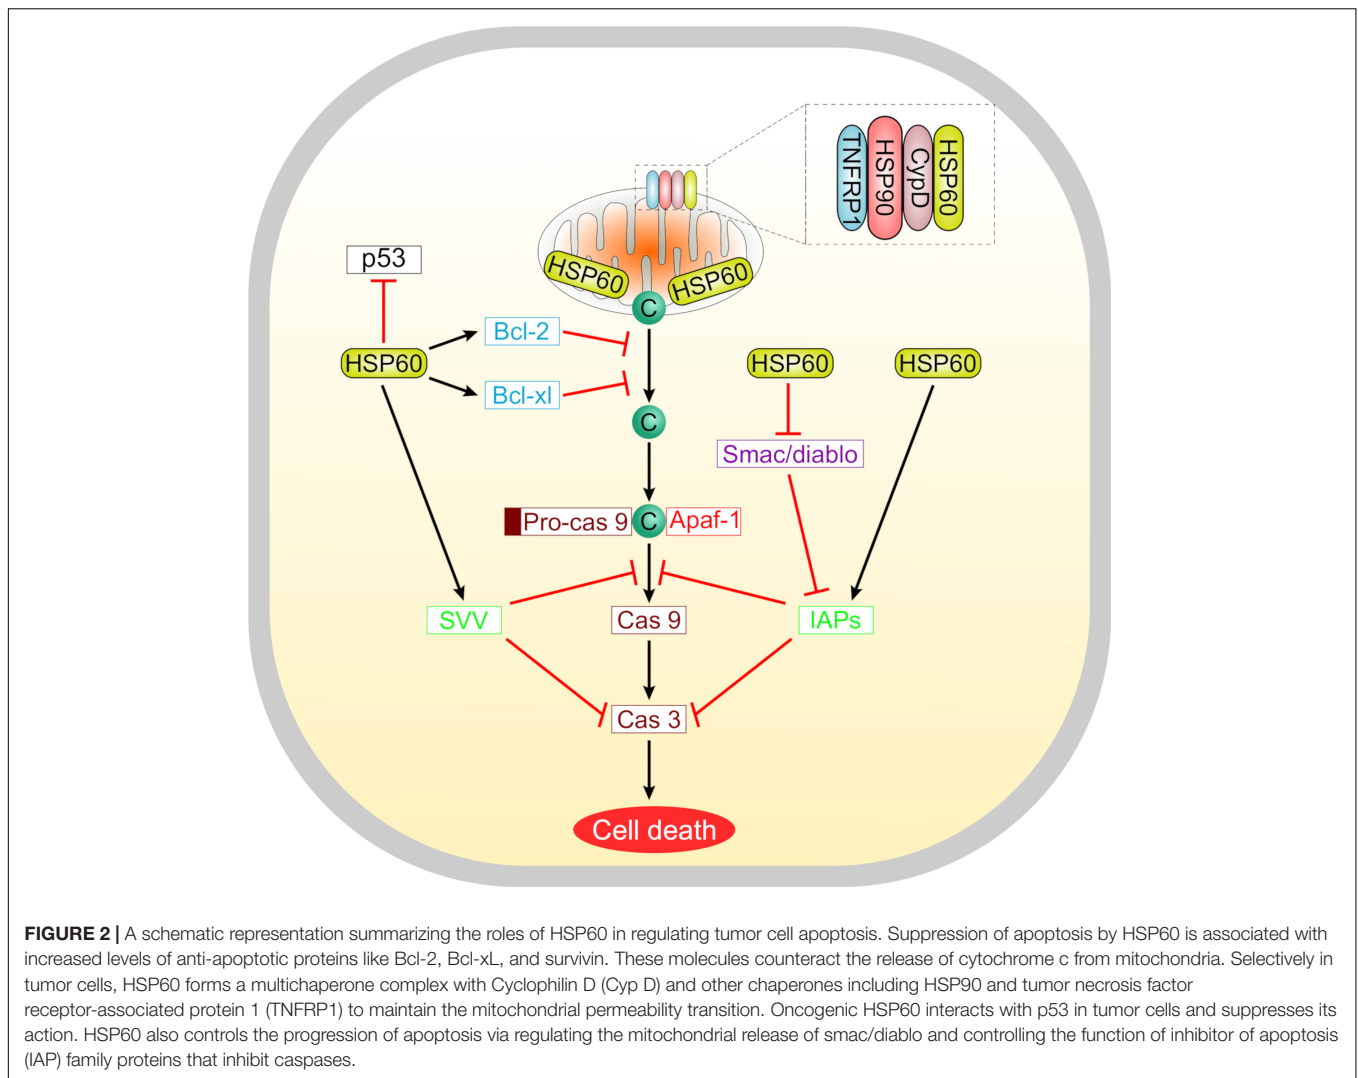 TNFRP1
HSP90
CypD
HSP60
p53
HSP60
HSP60
C
Bcl-2
HSP60
HSP60
HSP60
Bcl-xl
C
Smac/diablo
Pro-cas 9
C
Apaf-1
SVV
Cas 9
IAPs
Cas 3
Cell death
FIGURE 2 | A schematic representation summarizing the roles of HSP60 in regulating tumor cell apoptosis. Suppression of apoptosis by HSP60 is associated with
increased levels of anti-apoptotic proteins like Bcl-2, Bcl-xL, and survivin. These molecules counteract the release of cytochrome c from mitochondria. Selectively in
tumor cells, HSP60 forms a multichaperone complex with Cyclophilin D (Cyp D) and other chaperones including HSP90 and tumor necrosis factor
receptor-associated protein 1 (TNFRP1) to maintain the mitochondrial permeability transition. Oncogenic HSP60 interacts with p53 in tumor cells and suppresses its
action. HSP60 also controls the progression of apoptosis via regulating the mitochondrial release of smac/diablo and controlling the function of inhibitor of apoptosis
(IAP) family proteins that inhibit caspases.